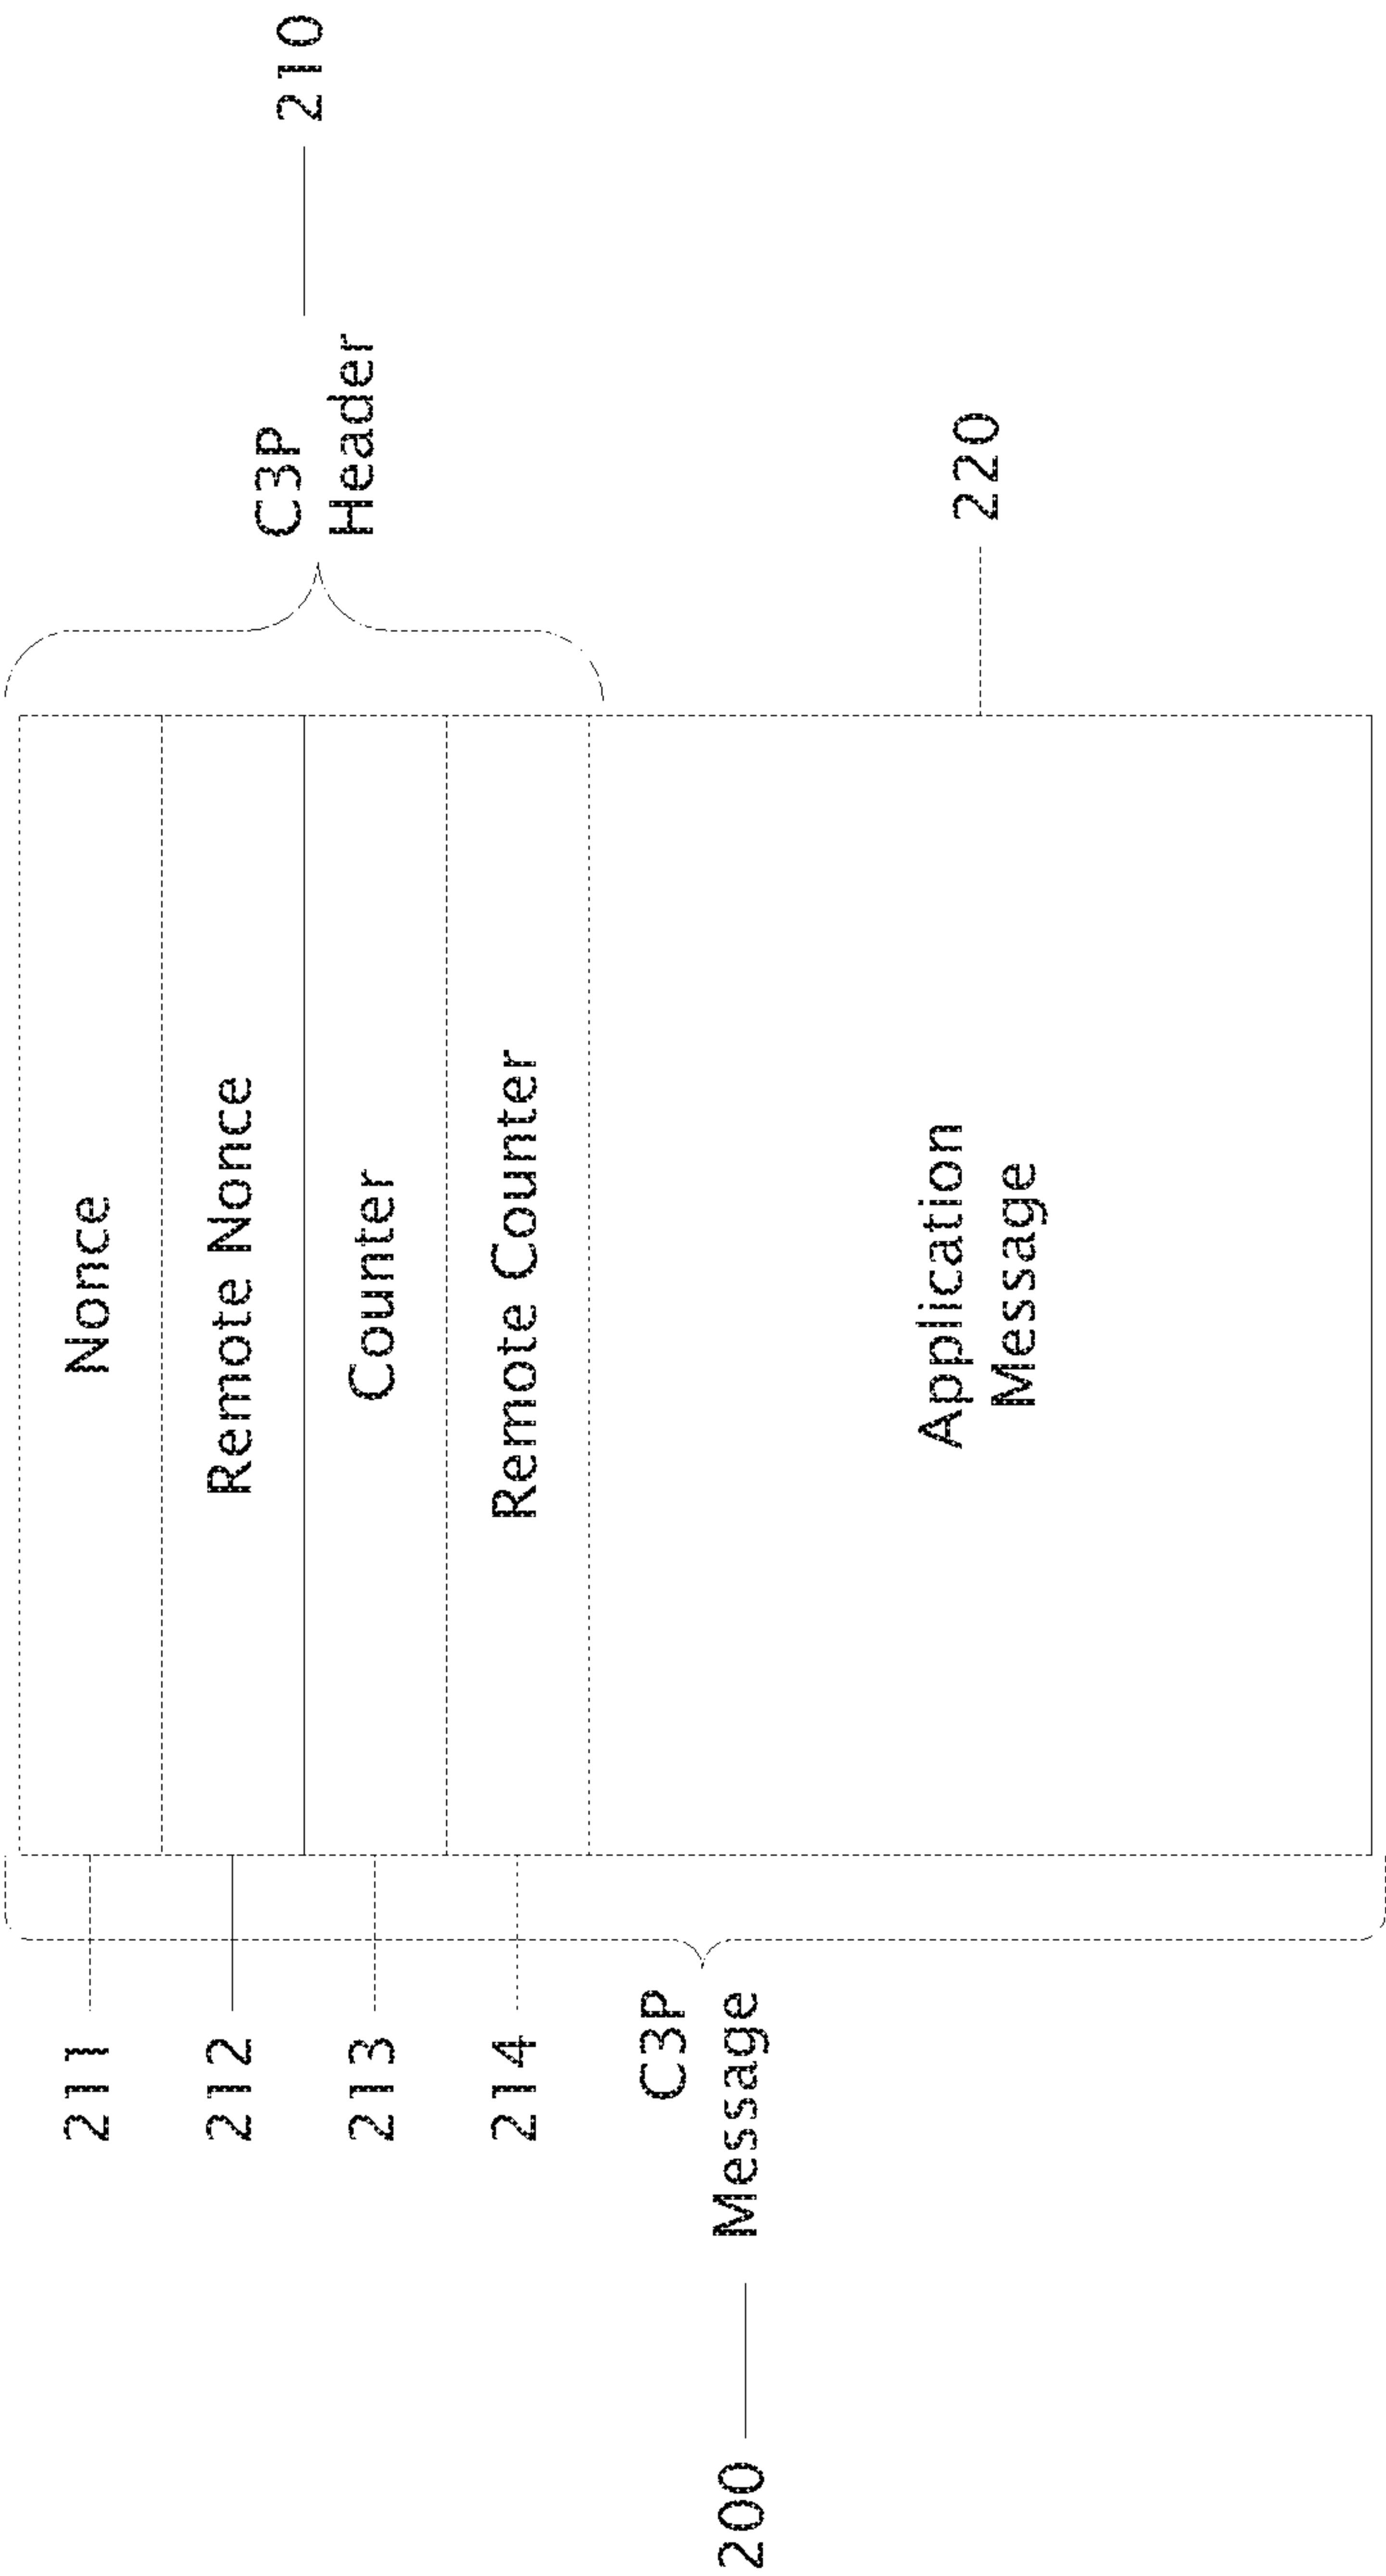 210
C3P
Header
220
Nonce
Remote Nonce
Counter
Remote Counter
Application
Message
211
212
213
214
C3P
Message
200